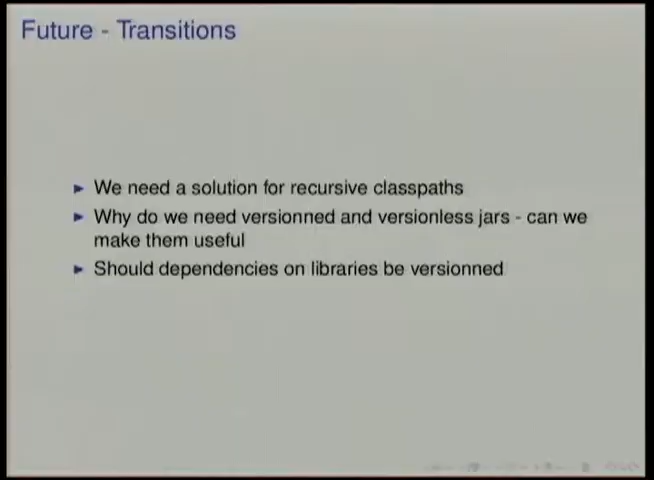 Future - Transitions
We need a solution for recursive classpaths
Why do we need versionned and versionless jars - can we
make them useful
Should dependencies on libraries be versionned